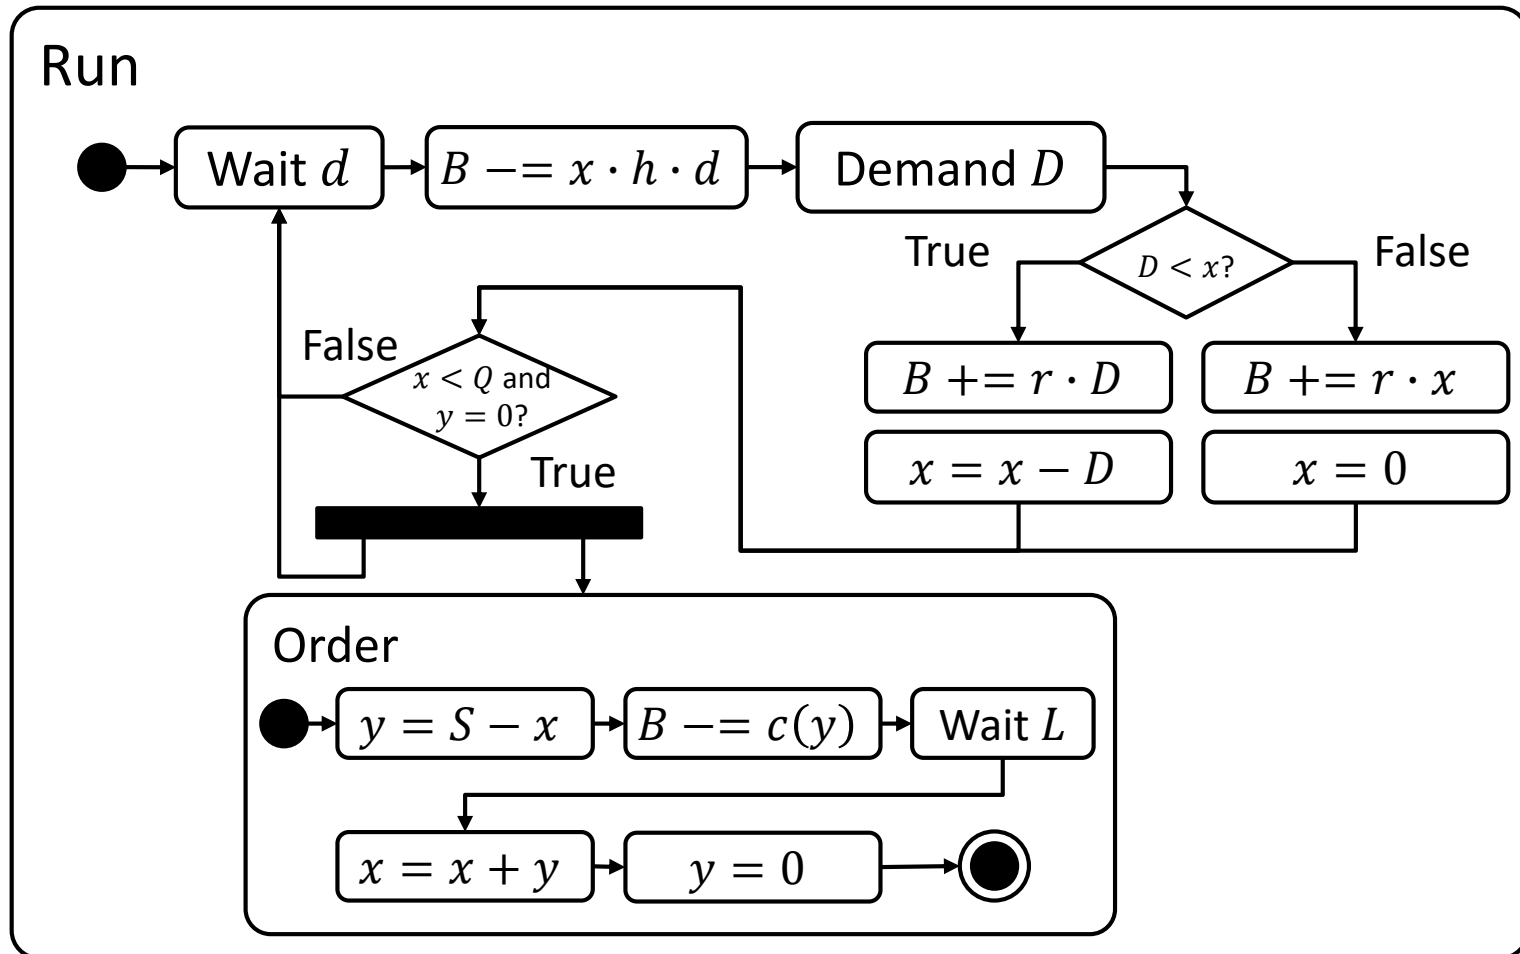 Run
Wait d
B −= x · h · d
Demand D
True
D < x?
False
B += r · D
B += r · x
False
x < Q and
y = 0?
x = x − D
x = 0
True
Order
y = S − x
B −= c(y)
Wait L
x = x + y
y = 0